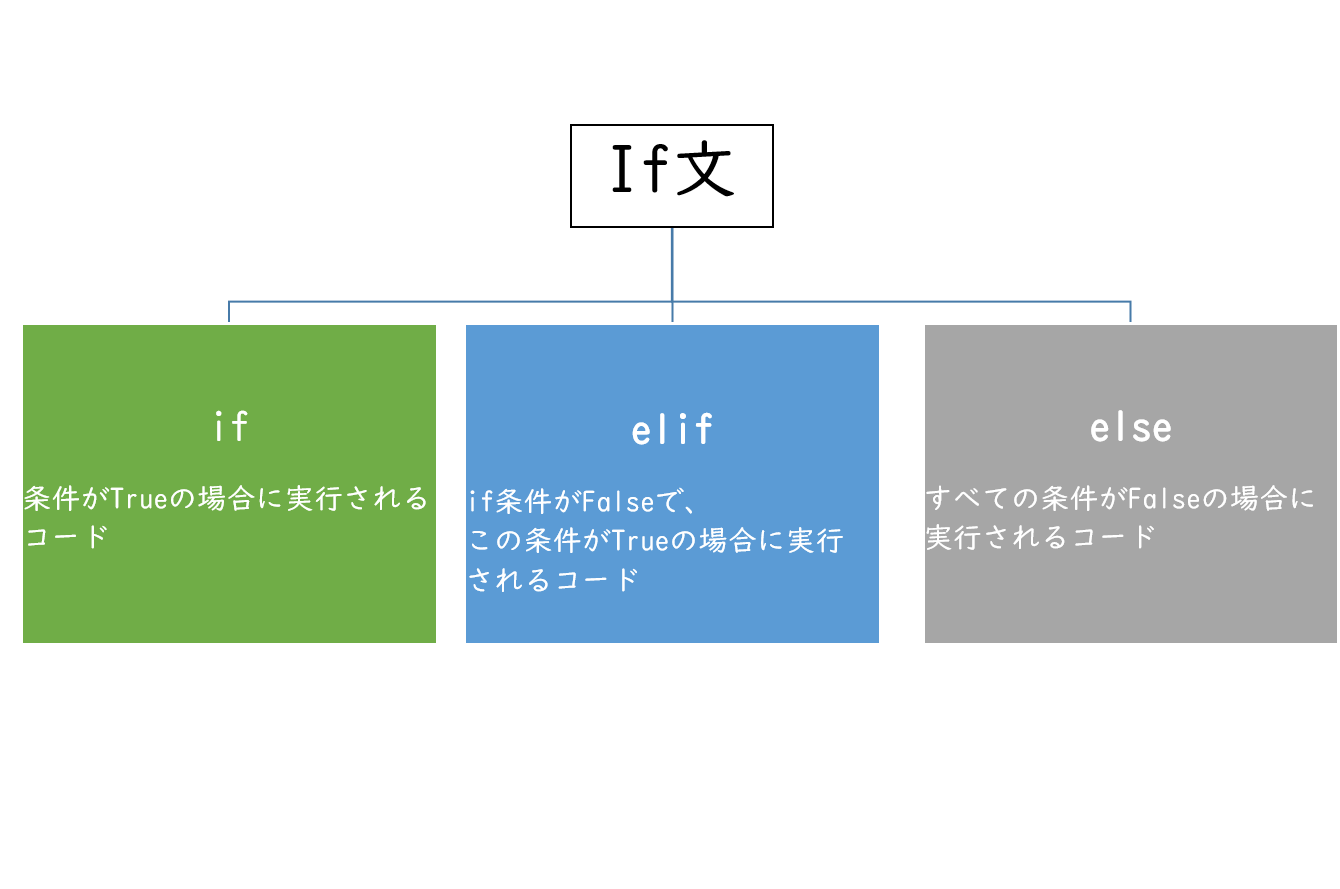 If文
if
条件がTrueの場合に実行される
コード
elif
if条件がFalseで、
この条件がTrueの場合に実行
されるコード
else
すべての条件がFalseの場合に
実行されるコード